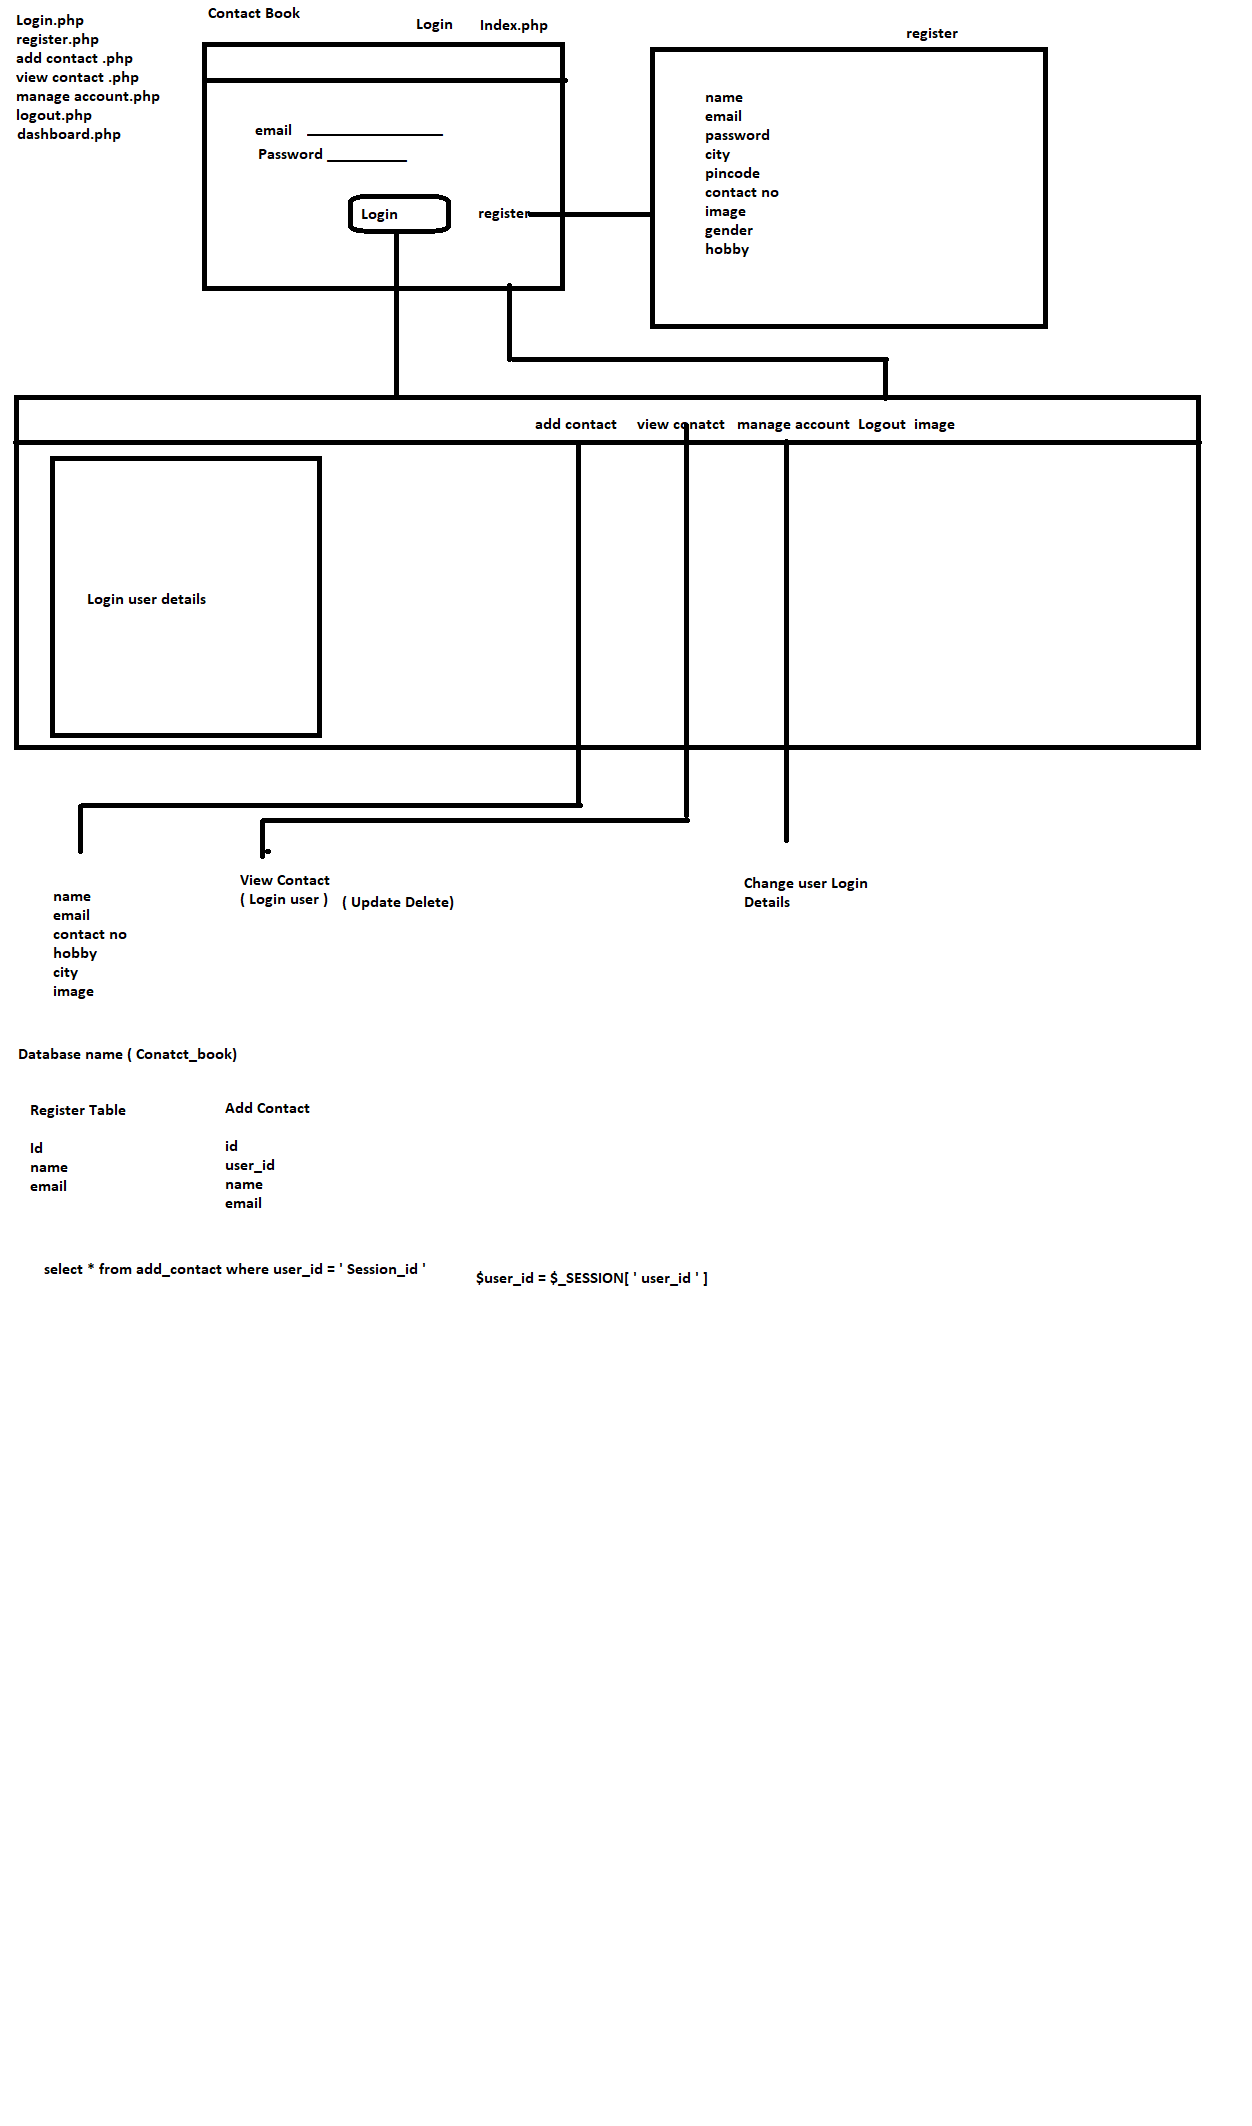 Login.php
register.php
add contact .php
view contact .php
manage account.php
logout.php
dashboard.php
Contact Book
Login Index.php
email ________________
Password __________
Login register
register
name
email
password
city
pincode
contact no
image
gender
hobby
add contact view conatct manage account Logout image
Login user details
name
email
contact no
hobby
city
image
View Contact
( Login user ) ( Update Delete)
Change user Login
Details
Database name ( Conatct_book)
Register Table
Id
name
email
Add Contact
id
user_id
name
email
select * from add_contact where user_id = ' Session_id '
$user_id = $_SESSION[ ' user_id ' ]